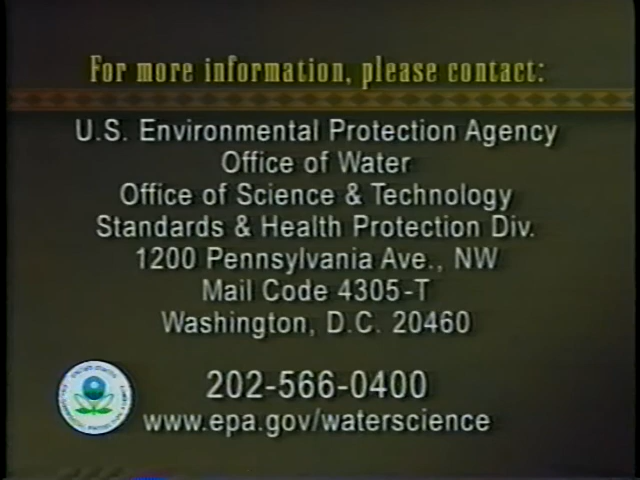 For more information, please contact:
U.S. Environmental Protection Agency
Office of Water
Office of Science & Technology
Standards & Health Protection Div.
1200 Pennsylvania Ave., NW
Mail Code 4305-T
Washington, D.C. 20460
202-566-0400
www.epa.gov/waterscience